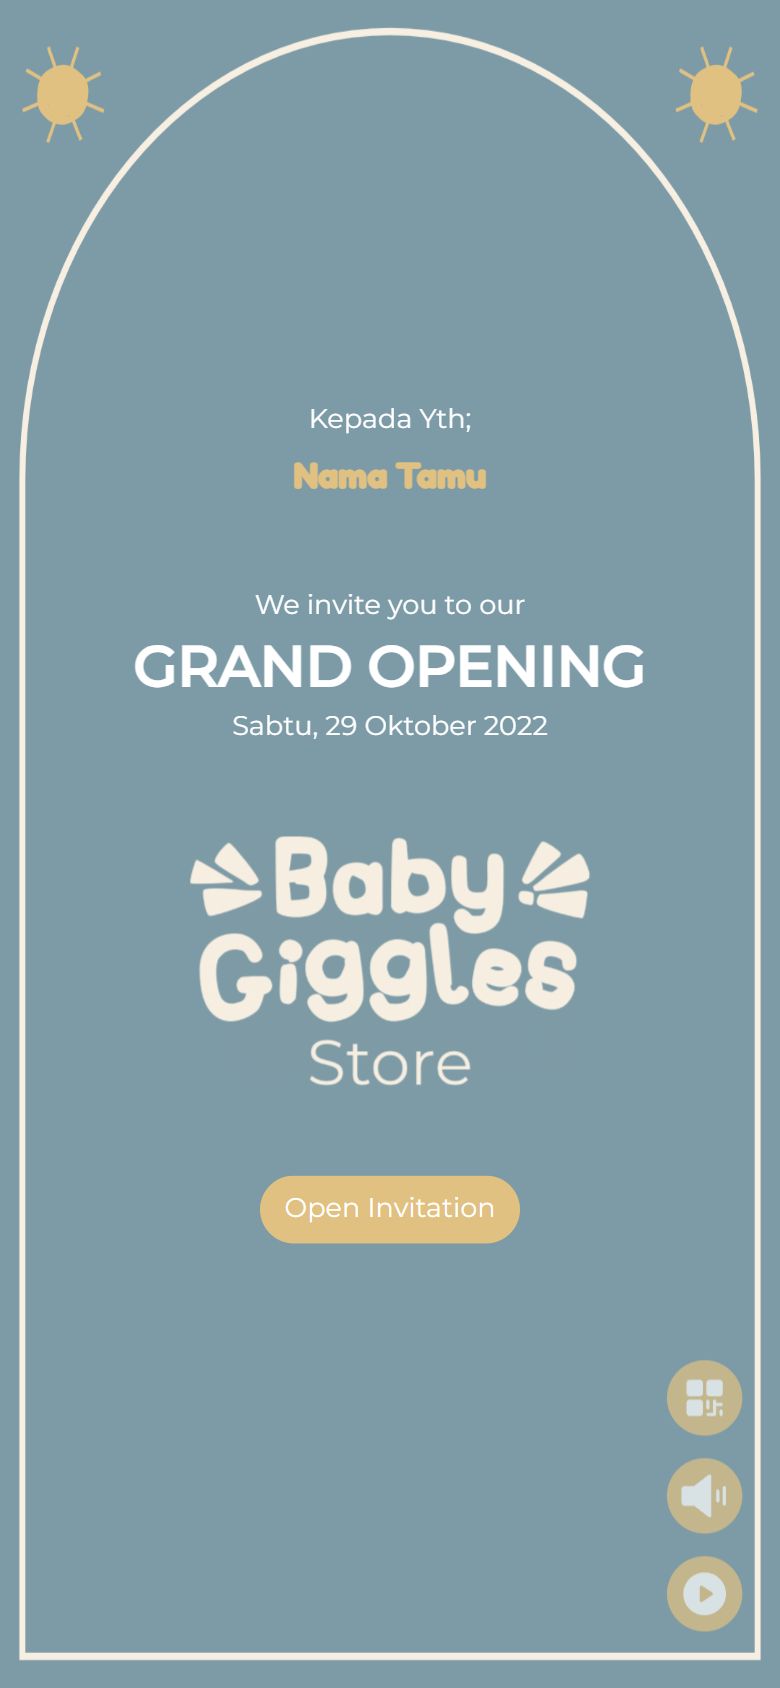 Kepada Yth;
Nama Tamu
We invite you to our
GRAND OPENING
Sabtu, 29 Oktober 2022
Baby
Giggles
Store
Open Invitation